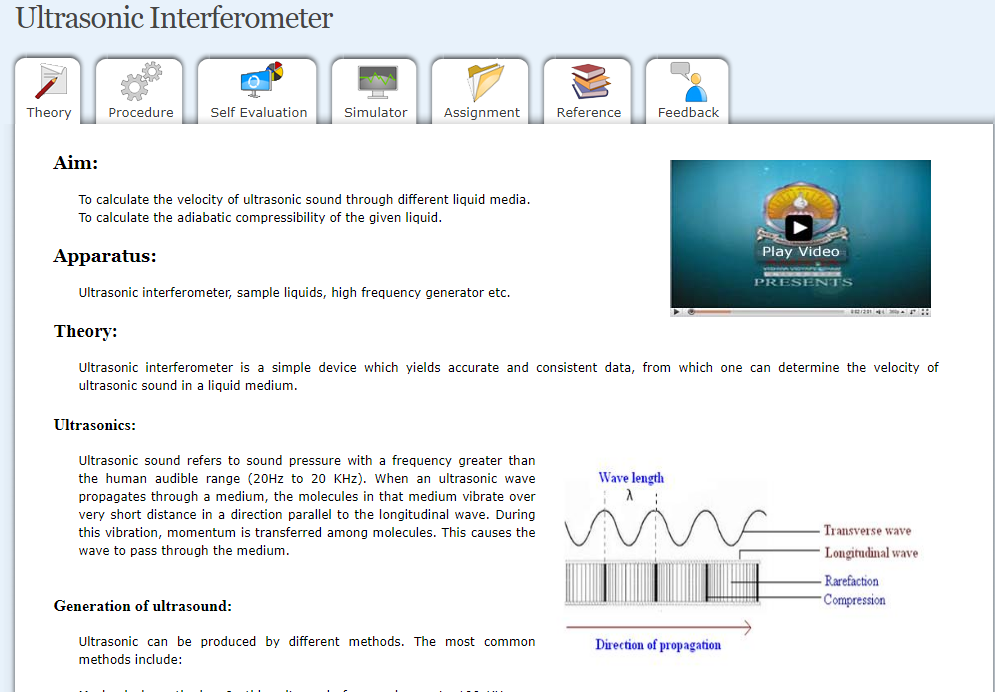 Ultrasonic Interferometer
Theory
Procedure
Self Evaluation
Simulator
Assignment
Reference
Feedback
Aim:
To calculate the velocity of ultrasonic sound through different liquid media.
To calculate the adiabatic compressibility of the given liquid.
Play Video
PRESENTS
Apparatus:
Ultrasonic interferometer, sample liquids, high frequency generator etc.
Theory:
Ultrasonic interferometer is a simple device which yields accurate and consistent data, from which one can determine the velocity of
ultrasonic sound in a liquid medium.
Ultrasonics:
Ultrasonic sound refers to sound pressure with a frequency greater than
the human audible range (20Hz to 20 KHz). When an ultrasonic wave
propagates through a medium, the molecules in that medium vibrate over
very short distance in a direction parallel to the longitudinal wave. During
this vibration, momentum is transferred among molecules. This causes the
wave to pass through the medium.
Wave length
λ
Transverse wave
Longitudinal wave
Rarefaction
Compression
Direction of propagation
Generation of ultrasound:
Ultrasonic can be produced by different methods. The most common
methods include: